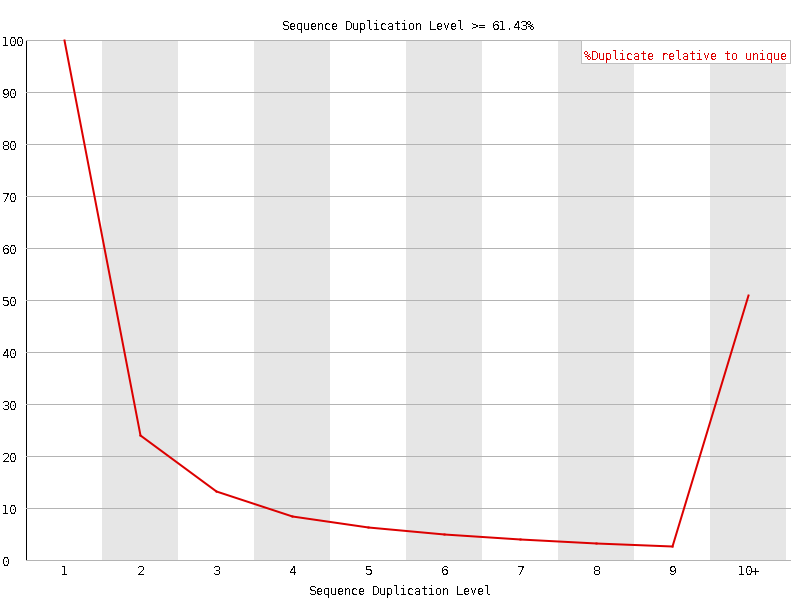 Sequence Duplication Level >= 61.43%
%Duplicate relative to unique
100
90
80
70
60
50
40
30
20
10
0
1 2 3 4 5 6 7 8 9 10+
Sequence Duplication Level